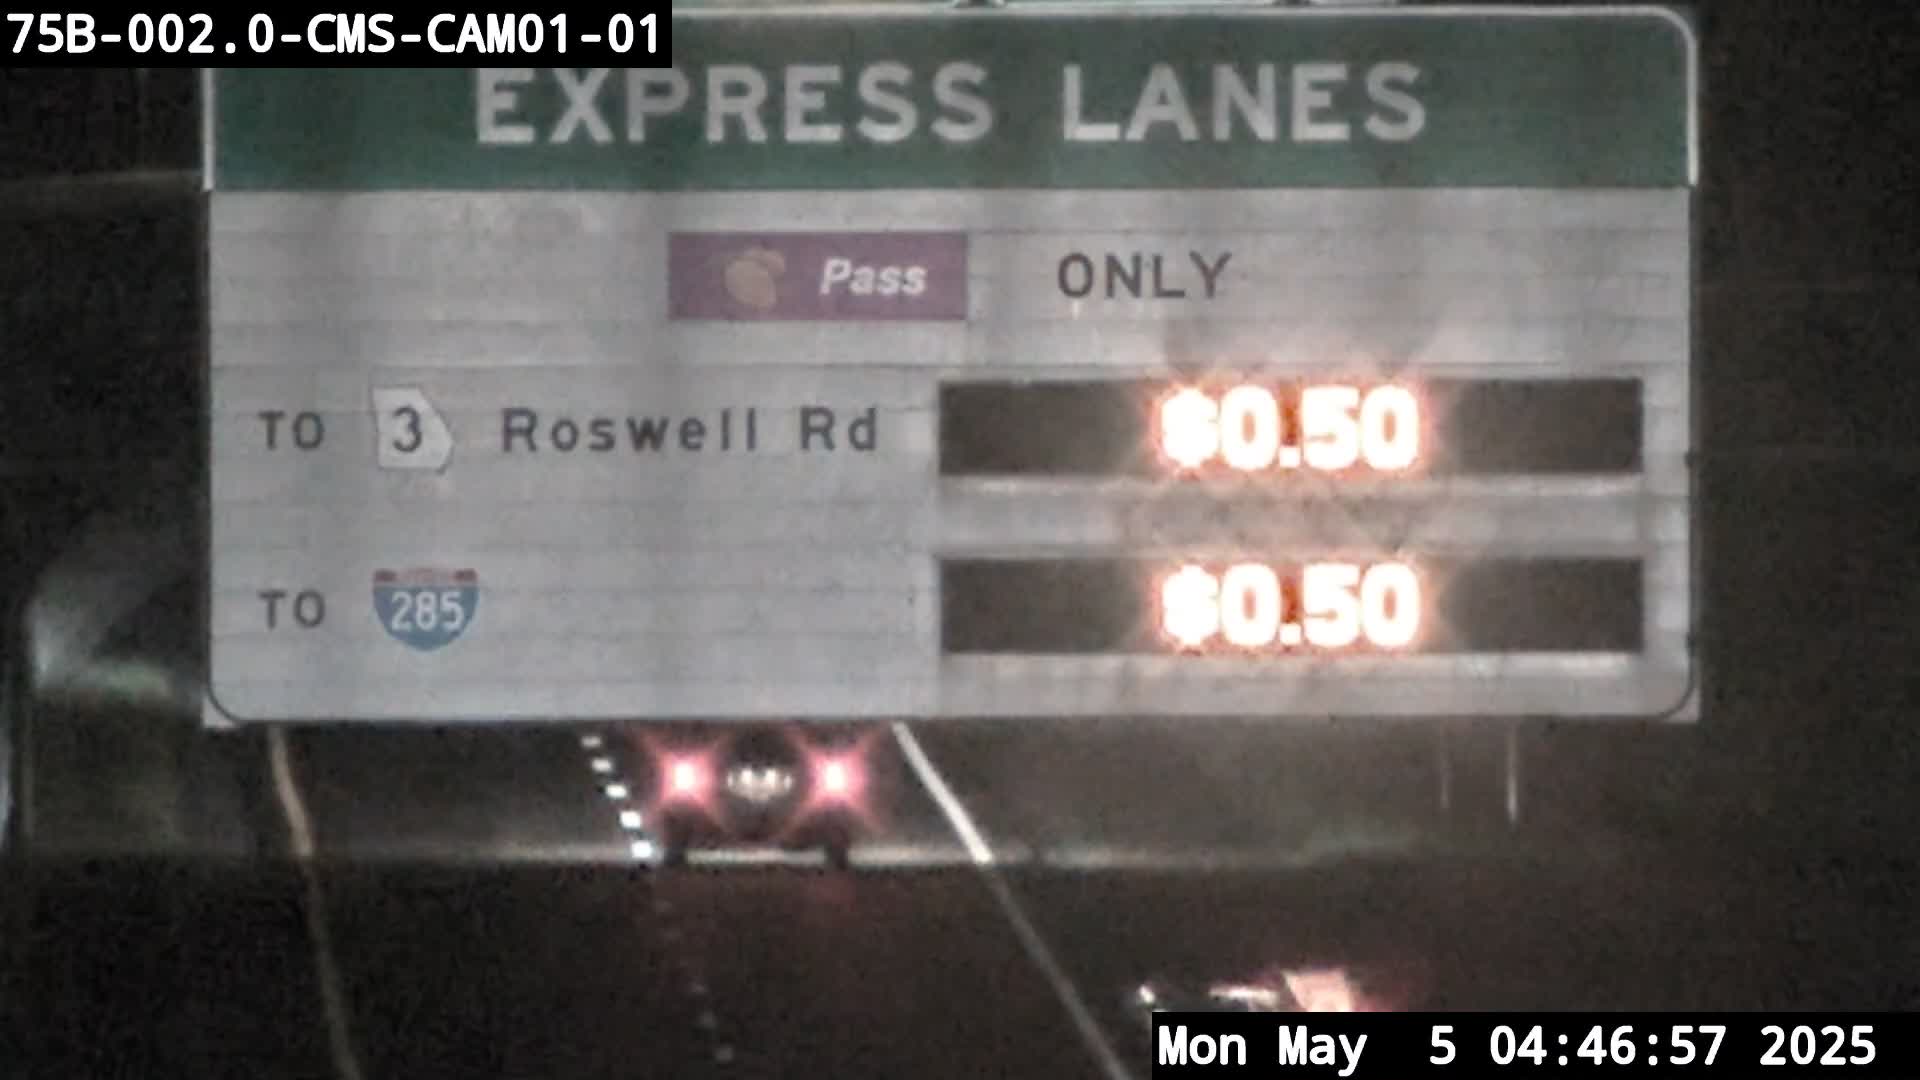 75B-002.0-CMS-CAM01-01
EXPRESS LANES
Pass ONLY
TO 3 Roswell Rd $0.50
TO 285 $0.50
Mon May 5 04:46:57 2025